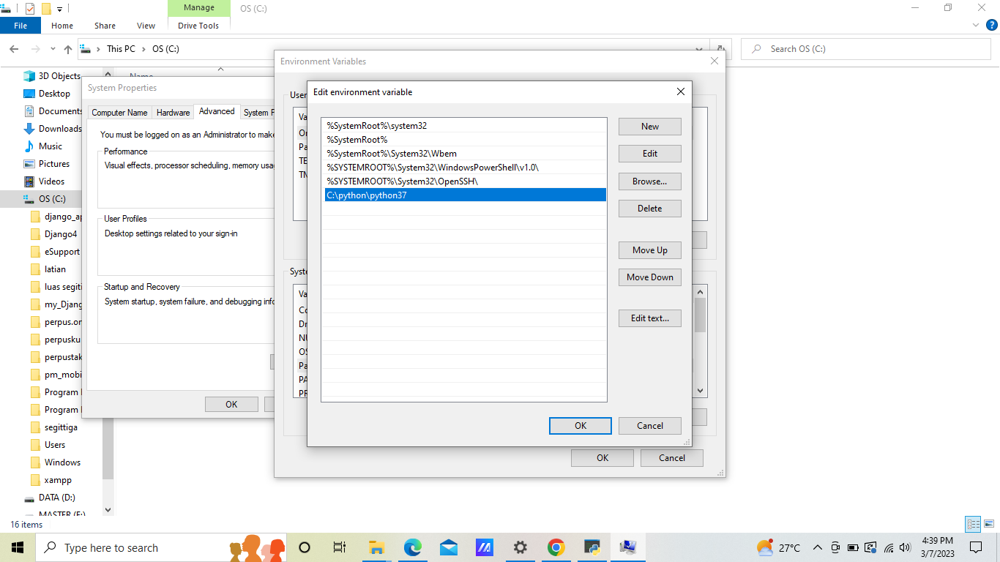 Manage
OS (C:)
File
Home
Share
View
Drive Tools
This PC
OS (C:)
Search OS (C:)
Name
3D Objects
Desktop
Documents
Downloads
Music
Pictures
Videos
OS (C:)
django_ap
Django4
eSupport
latian
luas segiti
my_Djang
perpus.or
perpusku
perpustak
pm_mobi
Program
Program
segittiga
Users
Windows
xampp
DATA (D:)
MASTER (E:)
16 items
System Properties
Computer Name
Hardware
Advanced
System P
You must be logged on as an Administrator to make
Performance
Visual effects, processor scheduling, memory usa
User Profiles
Desktop settings related to your sign-in
Startup and Recovery
System startup, system failure, and debugging info
OK
Environment Variables
User
Va
Pa
TE
Syste
Va
Co
Dr
NU
OS
Pa
PA
PR
OK
Cancel
Edit environment variable
%SystemRoot%\system32
%SystemRoot%
%SystemRoot%\System32\Wbem
%SYSTEMROOT%\System32\WindowsPowerShell\v1.0\
%SYSTEMROOT%\System32\OpenSSH\
C:\python\python37
New
Edit
Browse...
Delete
Move Up
Move Down
Edit text...
OK
Cancel
Type here to search
27°C
4:39 PM
3/7/2023